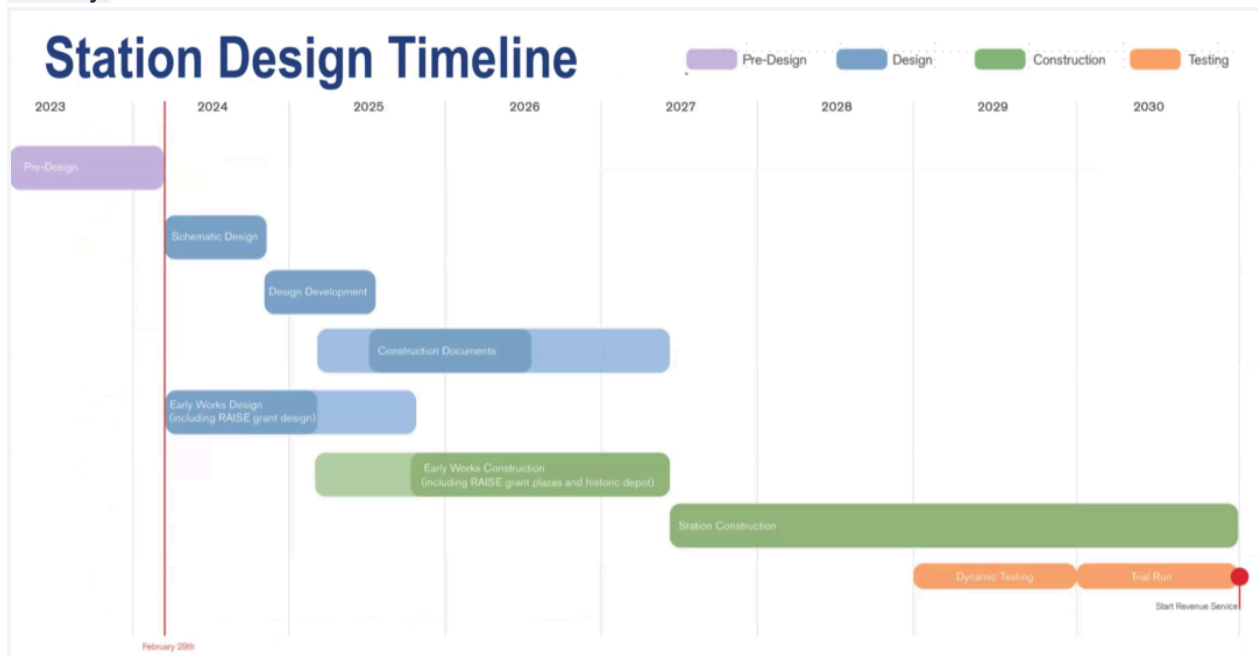 Station Design Timeline
Pre-Design
Design
Construction
Testing
2023
2024
2025
2026
2027
2028
2029
2030
Pre-Design
Schematic Design
Design Development
Construction Documents
Early Works Design
(including RAISE grant design)
Early Works Construction
(including RAISE grant plazas and historic depot)
Station Construction
Dynamic Testing
Trial Run
Start Revenue Service
February 29th